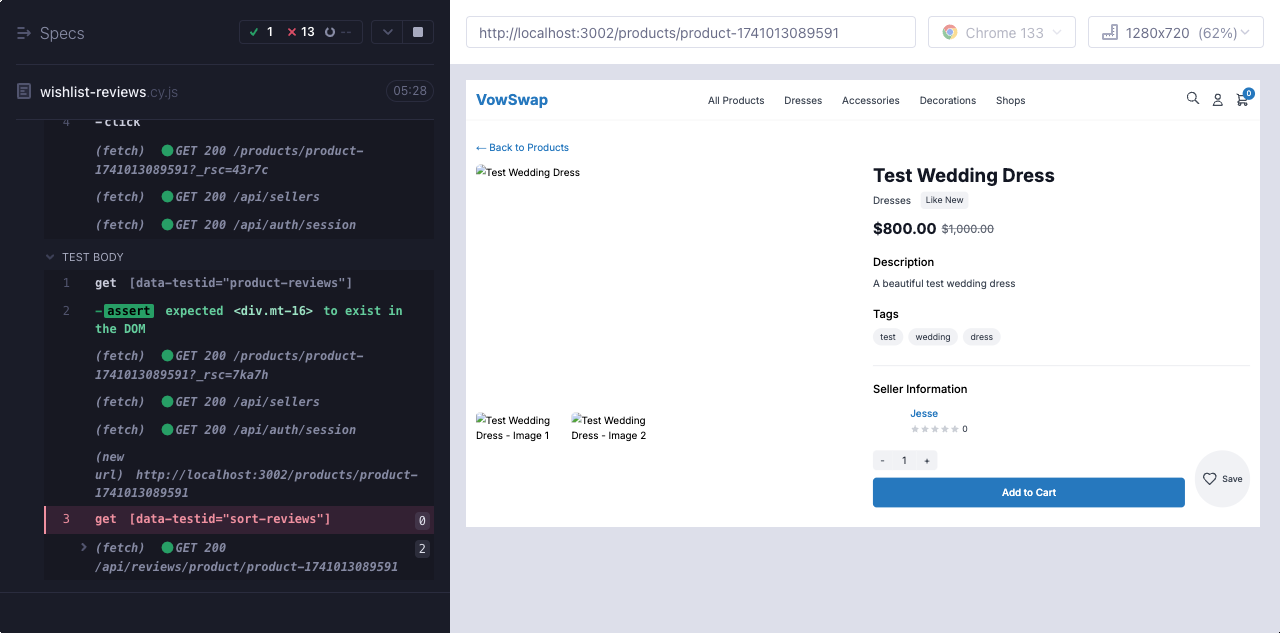 Specs
1
13
--
wishlist-reviews.cy.js
05:28
4 -click
(fetch) GET 200 /products/product-
1741013089591?_rsc=43r7c
(fetch) GET 200 /api/sellers
(fetch) GET 200 /api/auth/session
TEST BODY
1 get [data-testid="product-reviews"]
2 -assert expected <div.mt-16> to exist in
the DOM
(fetch) GET 200 /products/product-
1741013089591?_rsc=7ka7h
(fetch) GET 200 /api/sellers
(fetch) GET 200 /api/auth/session
(new
url) http://localhost:3002/products/product-
1741013089591
3 get [data-testid="sort-reviews"] 0
(fetch) GET 200 2
/api/reviews/product/product-1741013089591
http://localhost:3002/products/product-1741013089591
Chrome 133
1280x720 (62%)
VowSwap
All Products Dresses Accessories Decorations Shops
0
← Back to Products
Test Wedding Dress
Test Wedding
Dress - Image 1
Test Wedding
Dress - Image 2
Test Wedding Dress
Dresses Like New
$800.00 $1,000.00
Description
A beautiful test wedding dress
Tags
test wedding dress
Seller Information
Jesse
★★★★★ 0
- 1 +
Add to Cart
Save